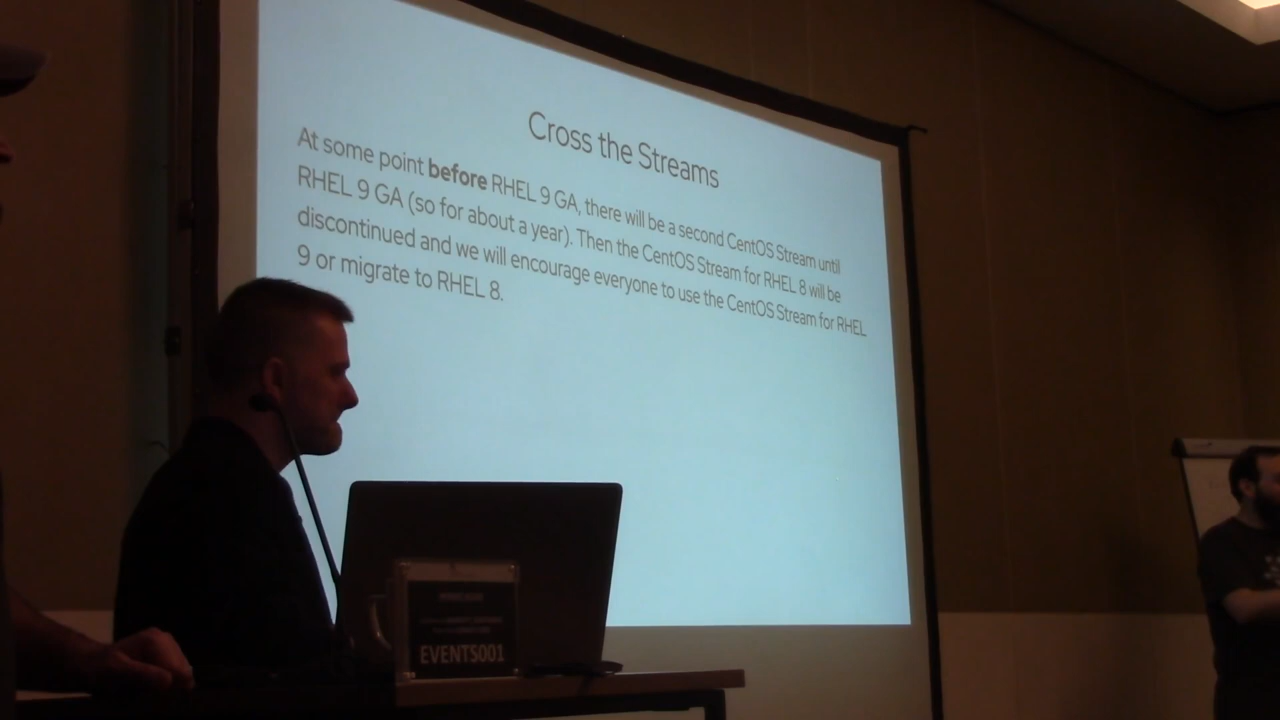 Cross the Streams
At some point before RHEL 9 GA, there will be a second CentOS Stream until
RHEL 9 GA (so for about a year). Then the CentOS Stream for RHEL 8 will be
discontinued and we will encourage everyone to use the CentOS Stream for RHEL
9 or migrate to RHEL 8.
EVENTS001